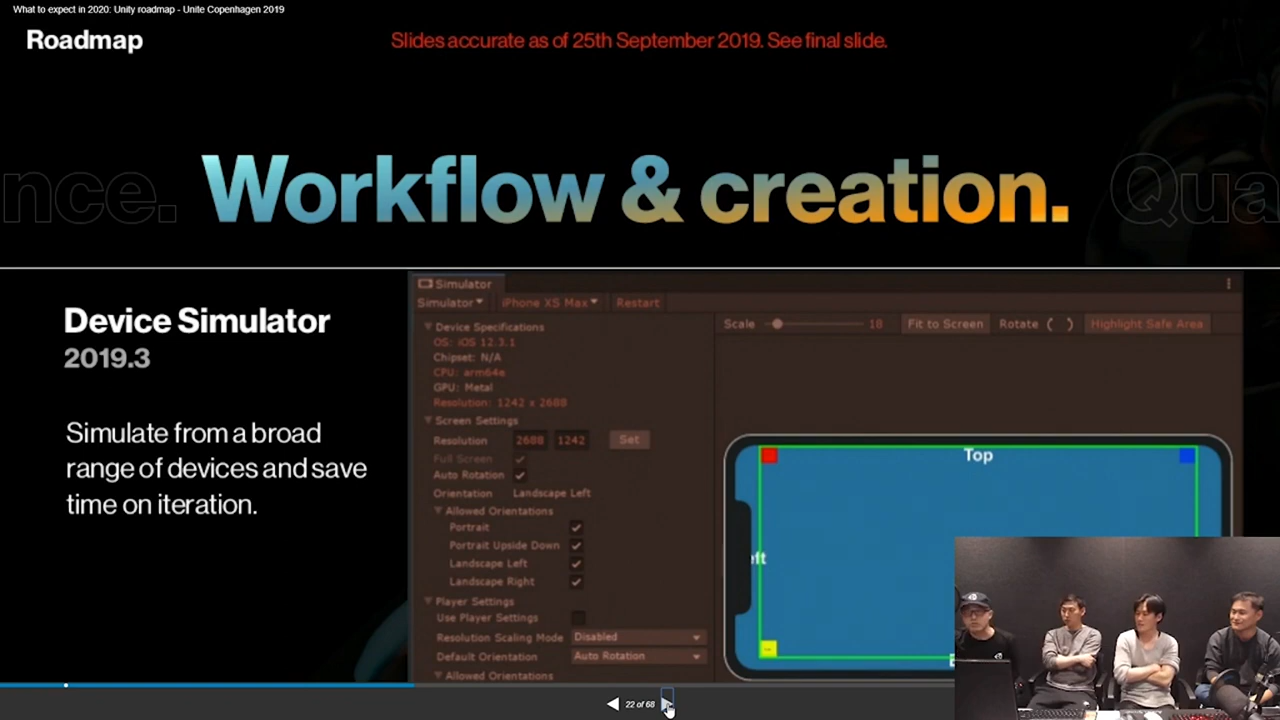 What to expect in 2020: Unity roadmap - Unite Copenhagen 2019
Roadmap
Slides accurate as of 25th September 2019. See final slide.
nce. Workflow & creation. Qua
Device Simulator
2019.3
Simulate from a broad
range of devices and save
time on iteration.
Simulator
Simulator iPhone XS Max Restart
Device Specifications
OS: iOS 12.3.1
Chipset: N/A
CPU: arm64e
GPU: Metal
Resolution: 1242 x 2688
Screen Settings
Resolution 2688 1242 Set
Full Screen
Auto Rotation
Orientation Landscape Left
Allowed Orientations
Portrait
Portrait Upside Down
Landscape Left
Landscape Right
Player Settings
Use Player Settings
Resolution Scaling Mode Disabled
Default Orientation Auto Rotation
Allowed Orientations
Scale 18 Fit to Screen Rotate Highlight Safe Area
Top
eft
22 of 68